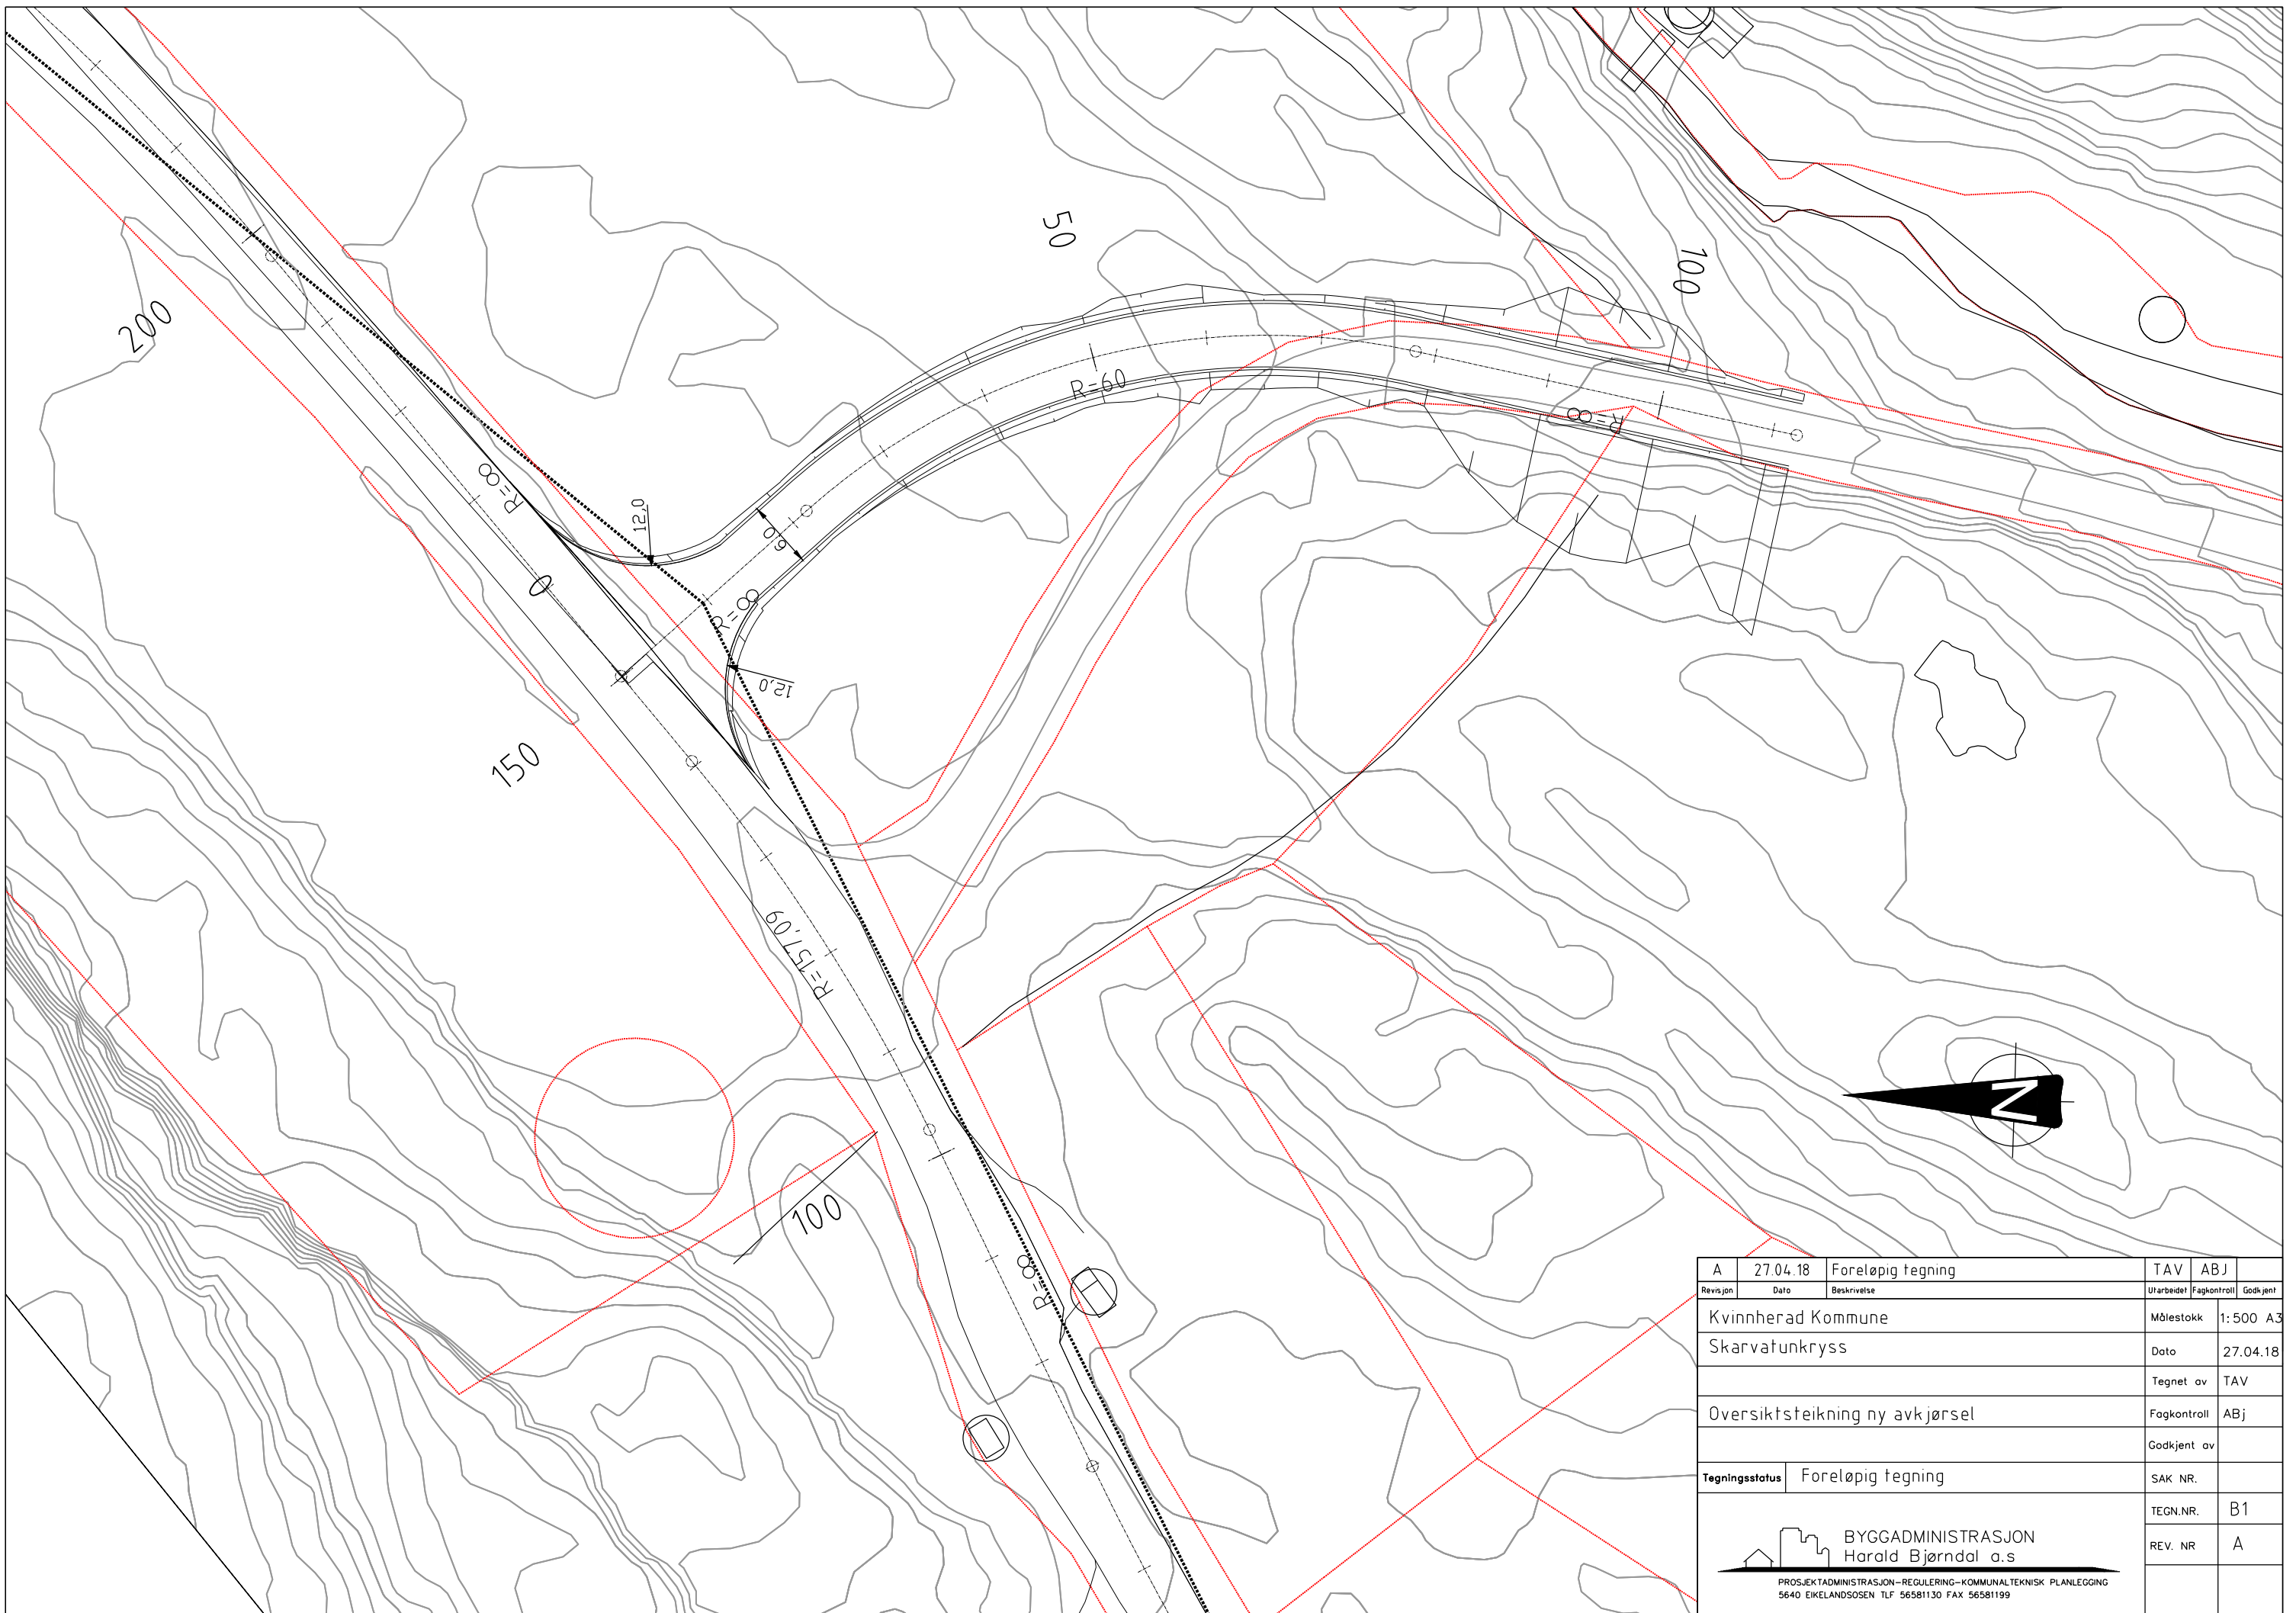 50
100
200
R=60
R=∞
R=∞
12,0
6,0
R=∞
12,0
150
R=157,09
N
100
R=∞
A 27.04.18 Foreløpig tegning TAV ABJ
Revisjon Dato Beskrivelse Utarbeidet Fagkontroll Godkjent
Kvinnherad Kommune Målestokk 1:500 A3
Skarvatunkryss Dato 27.04.18
Tegnet av TAV
Oversiktsteikning ny avkjørsel Fagkontroll ABj
Godkjent av
Tegningsstatus Foreløpig tegning SAK NR.
TEGN.NR. B1
BYGGADMINISTRASJON
Harald Bjørndal a.s REV. NR A
PROSJEKTADMINISTRASJON-REGULERING-KOMMUNALTEKNISK PLANLEGGING
5640 EIKELANDSOSEN TLF 56581130 FAX 56581199